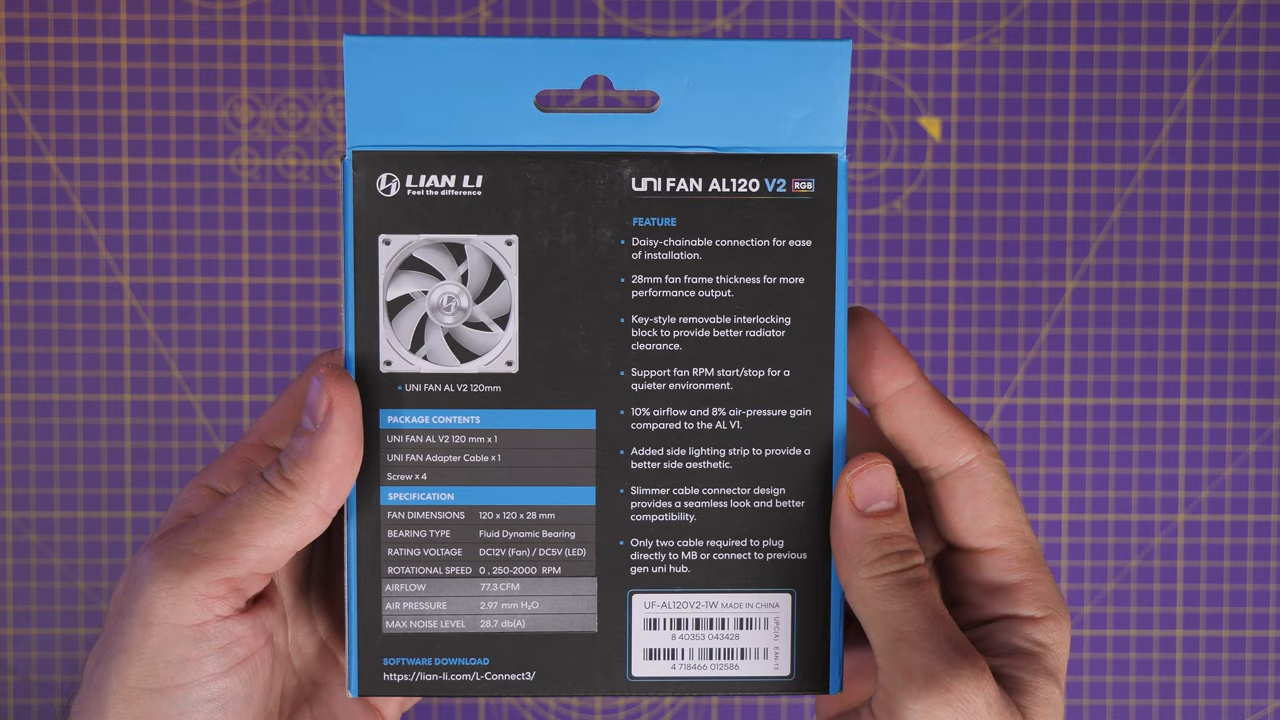 LIAN LI
Feel the difference
UNI FAN AL V2 120mm
PACKAGE CONTENTS
UNI FAN AL V2 120 mm x 1
UNI FAN Adapter Cable x 1
Screw x 4
SPECIFICATION
FAN DIMENSIONS 120 x 120 x 28 mm
BEARING TYPE Fluid Dynamic Bearing
RATING VOLTAGE DC12V (Fan) / DC5V (LED)
ROTATIONAL SPEED 0 , 250-2000 RPM
AIRFLOW 77.3 CFM
AIR PRESSURE 2.97 mm H₂O
MAX NOISE LEVEL 28.7 db(A)
SOFTWARE DOWNLOAD
https://lian-li.com/L-Connect3/
UNI FAN AL120 V2 RGB
FEATURE
Daisy-chainable connection for ease
of installation.
28mm fan frame thickness for more
performance output.
Key-style removable interlocking
block to provide better radiator
clearance.
Support fan RPM start/stop for a
quieter environment.
10% airflow and 8% air-pressure gain
compared to the AL V1.
Added side lighting strip to provide a
better side aesthetic.
Slimmer cable connector design
provides a seamless look and better
compatibility.
Only two cable required to plug
directly to MB or connect to previous
gen uni hub.
UF-AL120V2-1W MADE IN CHINA
8 40353 043428
4 718466 012586
UPC(A)
EAN-13